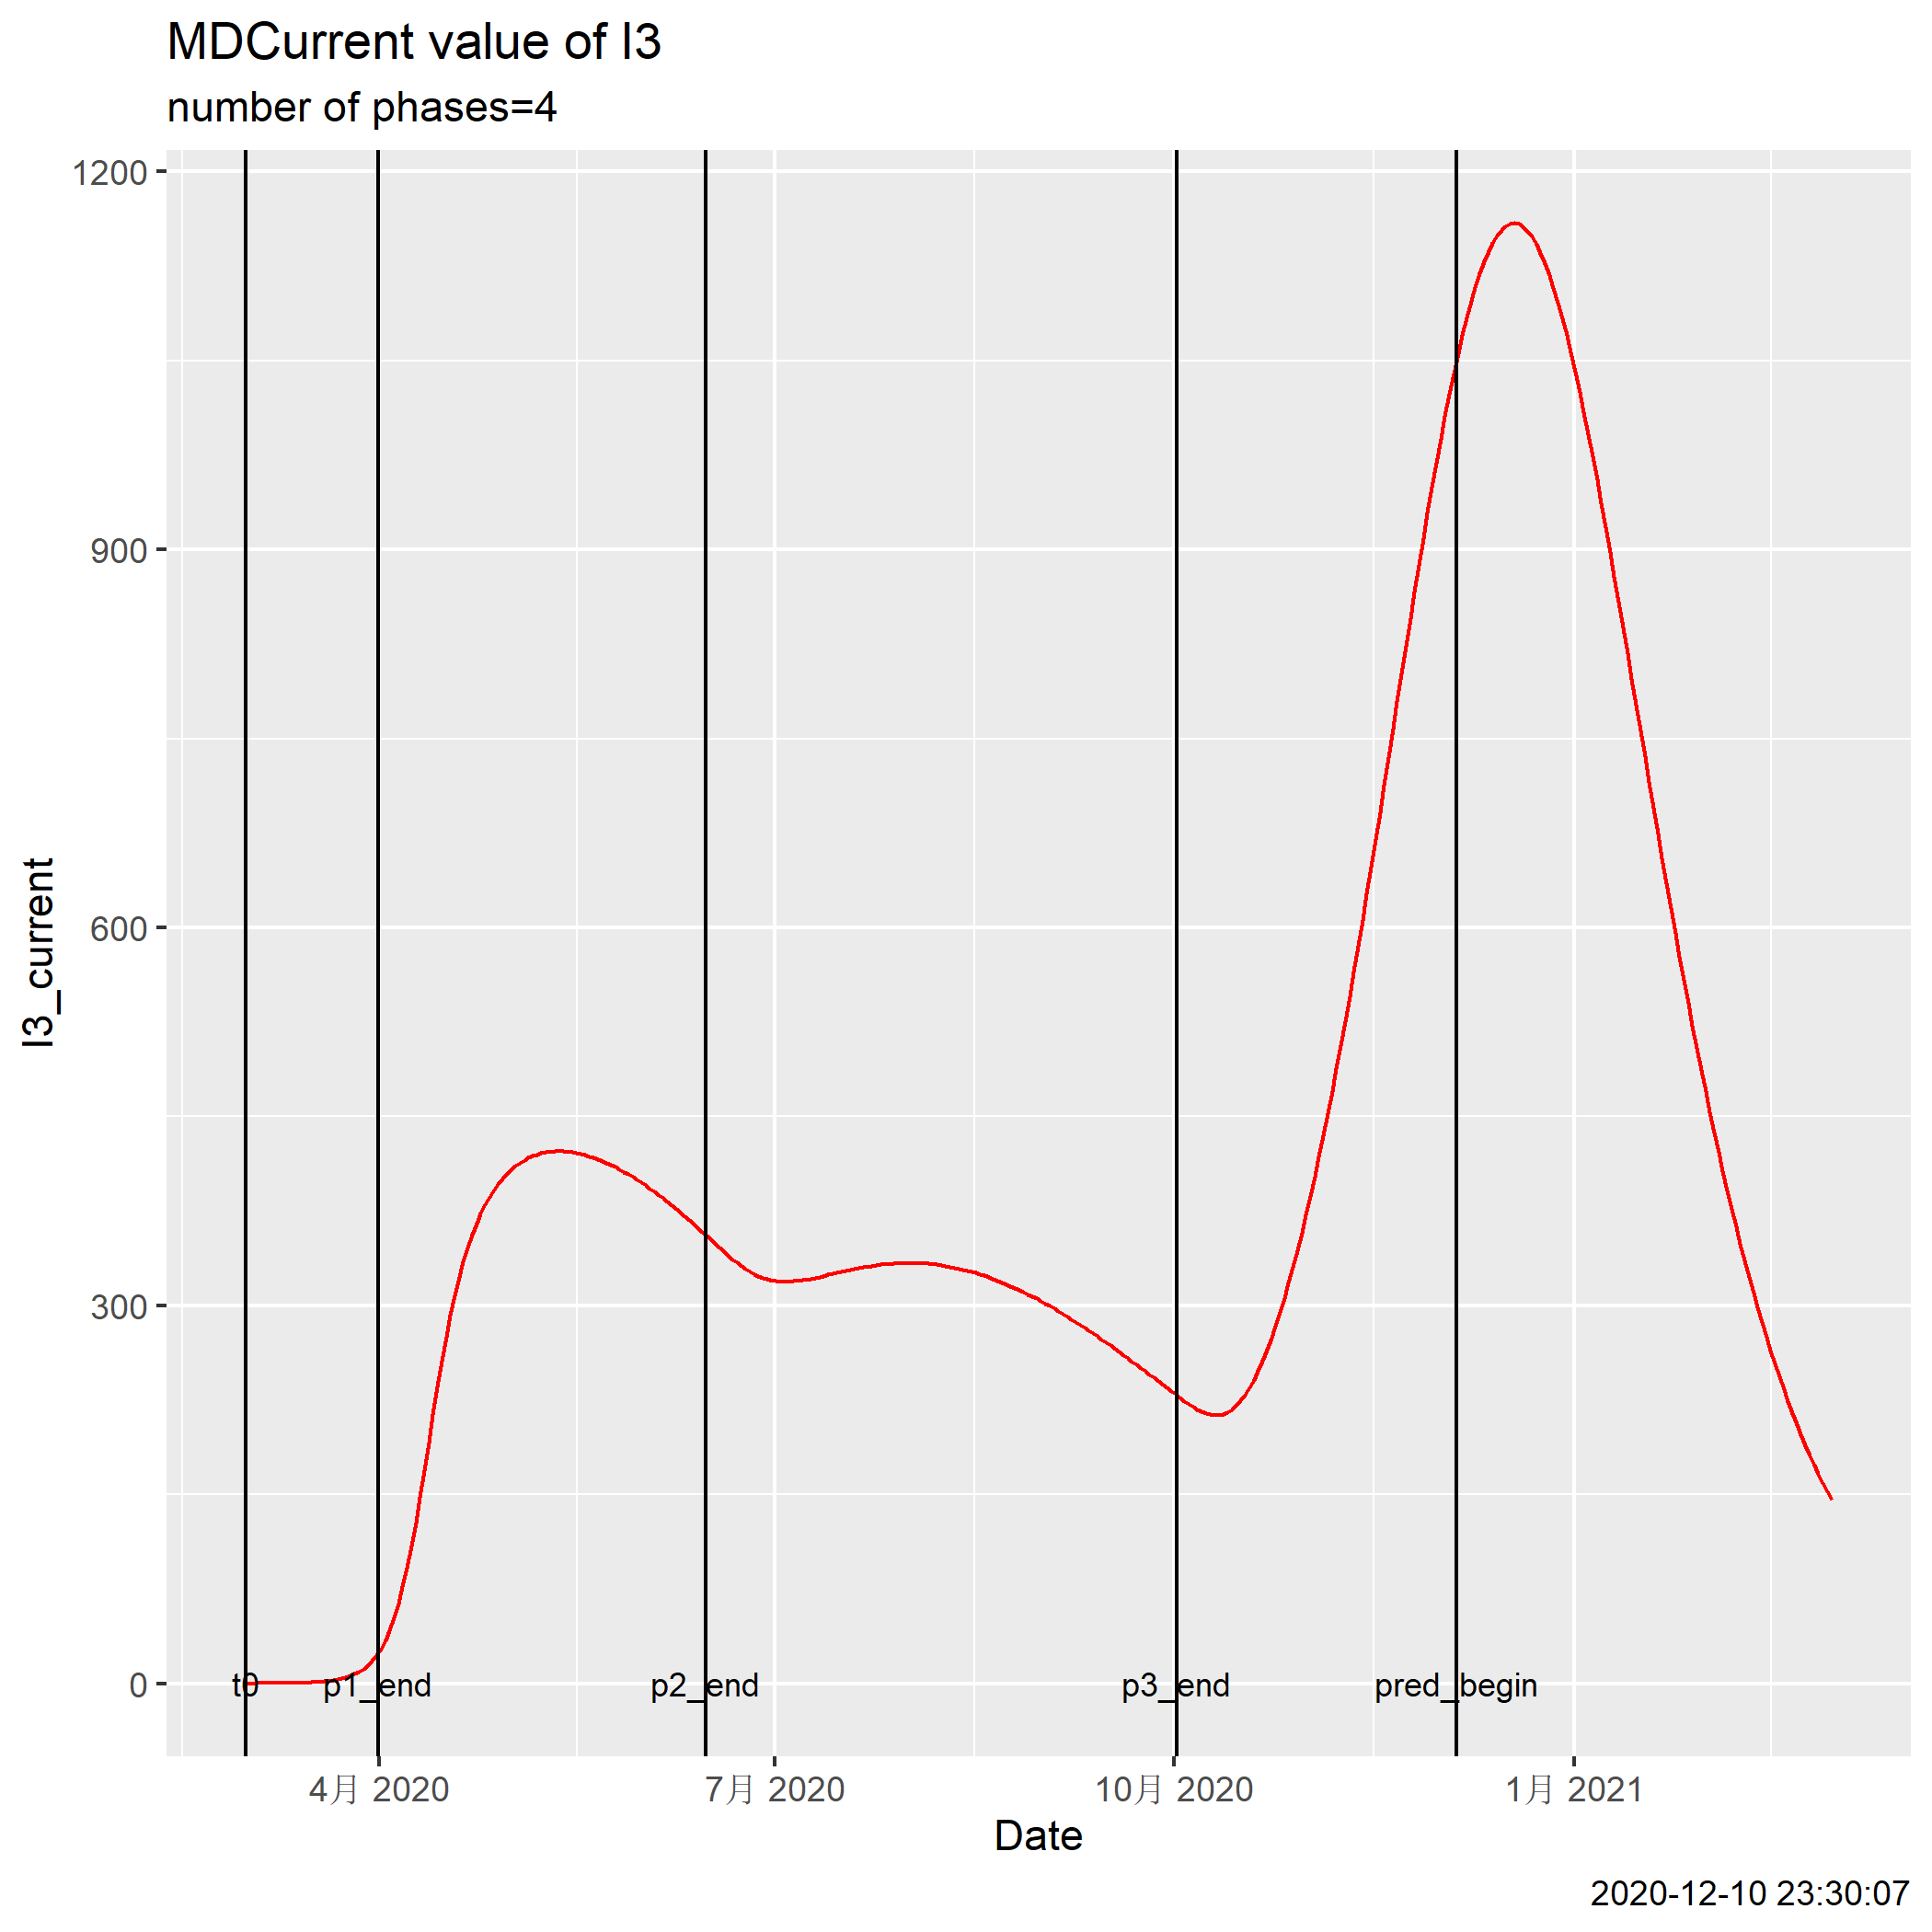 MDCurrent value of I3
number of phases=4
1200
900
600
300
0
I3_current
t0
p1_end
p2_end
p3_end
pred_begin
4月 2020
7月 2020
10月 2020
1月 2021
Date
2020-12-10 23:30:07